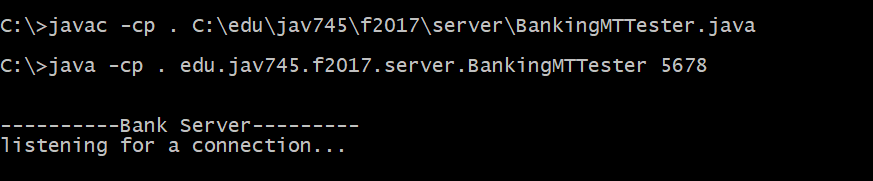 C:\>javac -cp . C:\edu\jav745\f2017\server\BankingMTTester.java
C:\>java -cp . edu.jav745.f2017.server.BankingMTTester 5678
----------Bank Server---------
listening for a connection...